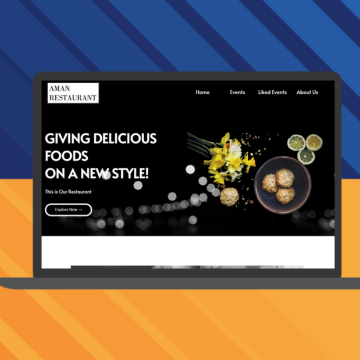 AMAN
RESTAURANT
Home Events Liked Events About Us
GIVING DELICIOUS
FOODS
ON A NEW STYLE!
This is Our Restaurant
Explore Now →